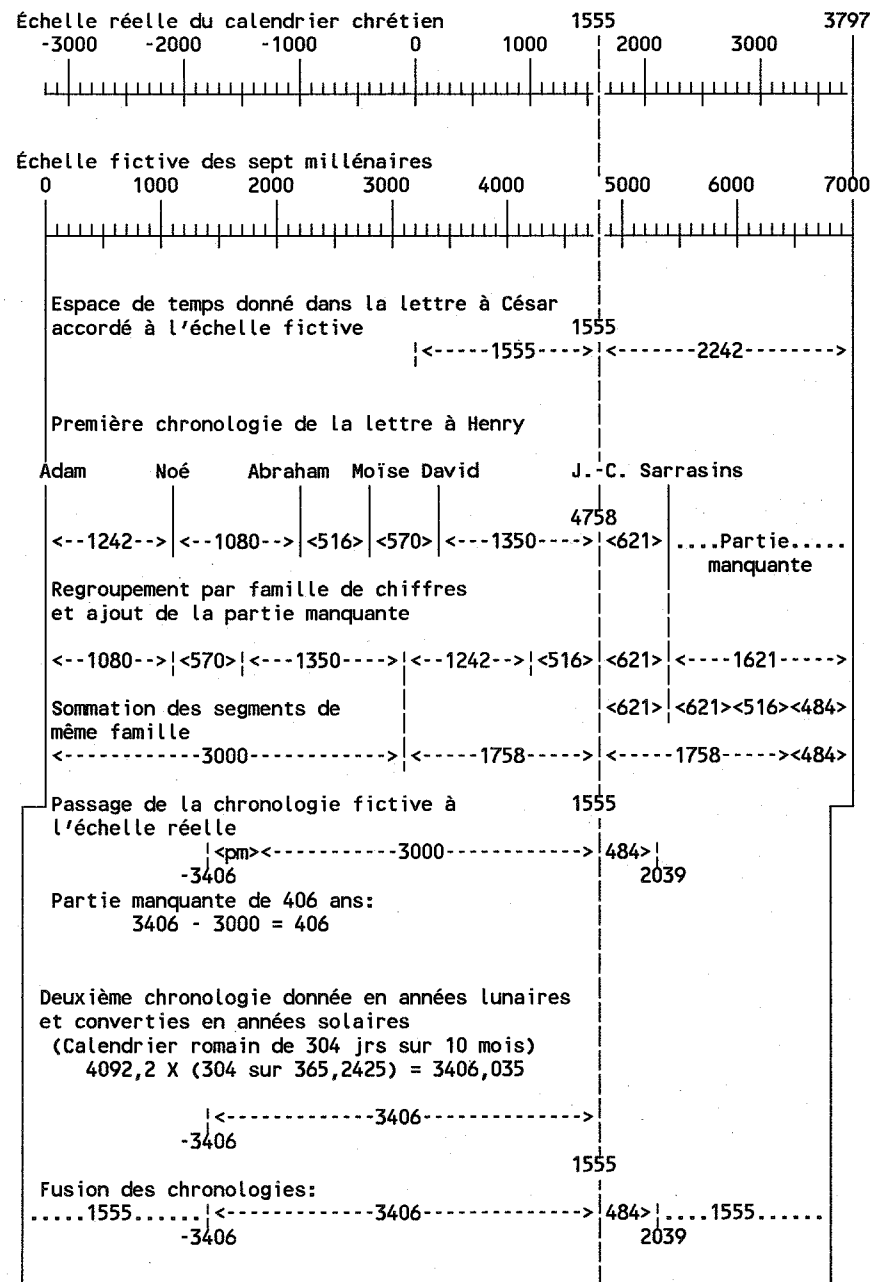 Échelle réelle du calendrier chrétien 1555 3797
-3000 -2000 -1000 0 1000 2000 3000
Échelle fictive des sept millénaires
0 1000 2000 3000 4000 5000 6000 7000
Espace de temps donné dans la lettre à César
accordé à l'échelle fictive 1555
|<-----1555---->|<-------2242-------->
Première chronologie de la lettre à Henry
Adam Noé Abraham Moïse David J.-C. Sarrasins
4758
<--1242-->|<--1080-->|<516>|<570>|<---1350---->|<621>|....Partie.....
manquante
Regroupement par famille de chiffres
et ajout de la partie manquante
<--1080-->|<570>|<---1350---->|<--1242-->|<516>|<621>|<----1621----->
Sommation des segments de <621>|<621><516><484>
même famille
<------------3000----------->|<-----1758----->|<-----1758-----><484>
Passage de la chronologie fictive à 1555
l'échelle réelle
|<pm><-----------3000----------->|484>|
-3406 2039
Partie manquante de 406 ans:
3406 - 3000 = 406
Deuxième chronologie donnée en années lunaires
et converties en années solaires
(Calendrier romain de 304 jrs sur 10 mois)
4092,2 X (304 sur 365,2425) = 3406,035
|<-------------3406-------------->
-3406
1555
Fusion des chronologies:
.....1555......|<-------------3406-------------->|484>|....1555......
-3406 2039